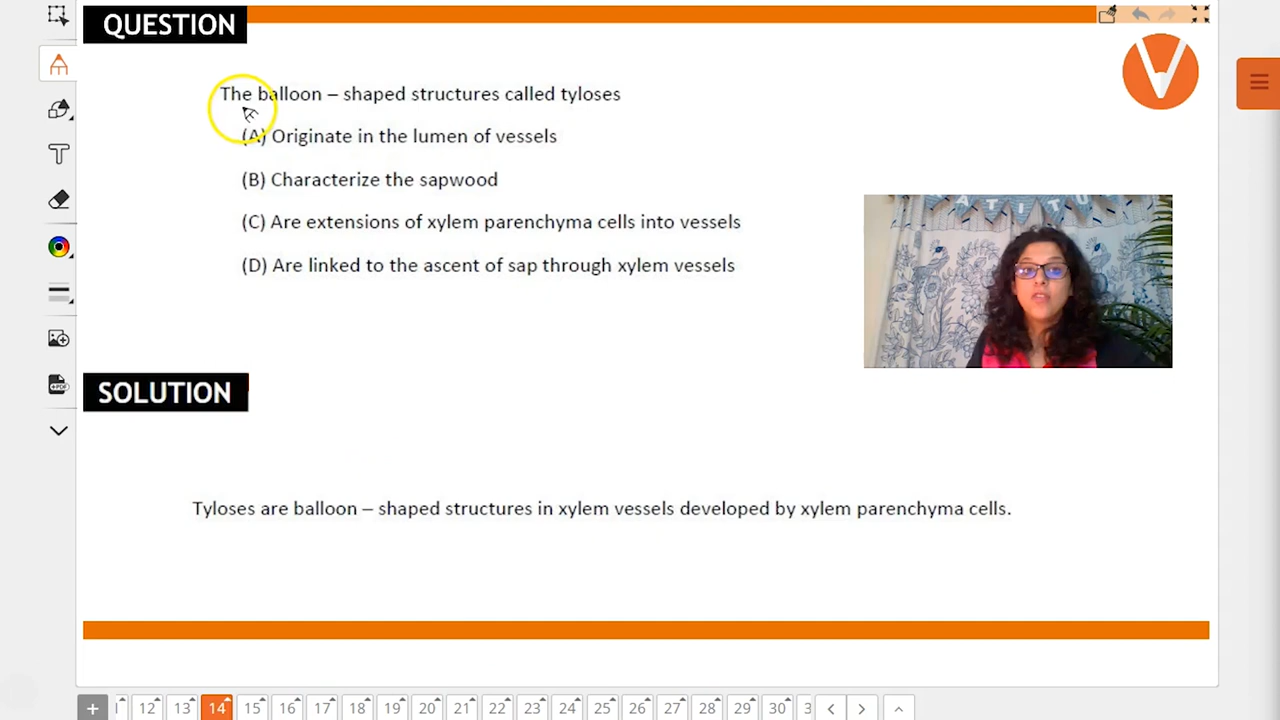 QUESTION
The balloon – shaped structures called tyloses
(A) Originate in the lumen of vessels
(B) Characterize the sapwood
(C) Are extensions of xylem parenchyma cells into vessels
(D) Are linked to the ascent of sap through xylem vessels
ATITU
SOLUTION
Tyloses are balloon – shaped structures in xylem vessels developed by xylem parenchyma cells.
12 13 14 15 16 17 18 19 20 21 22 23 24 25 26 27 28 29 30 3